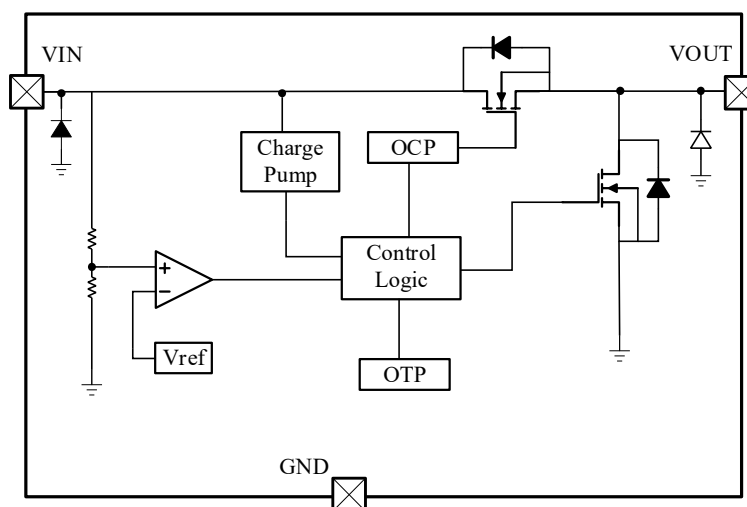 VIN
VOUT
Charge
Pump
OCP
Control
Logic
+
−
Vref
OTP
GND